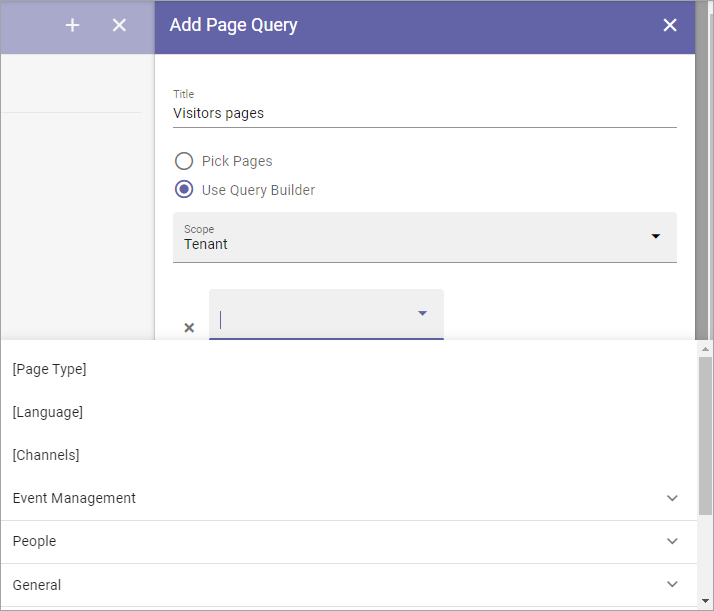 Add Page Query
Title
Visitors pages
Pick Pages
Use Query Builder
Scope
Tenant
[Page Type]
[Language]
[Channels]
Event Management
People
General